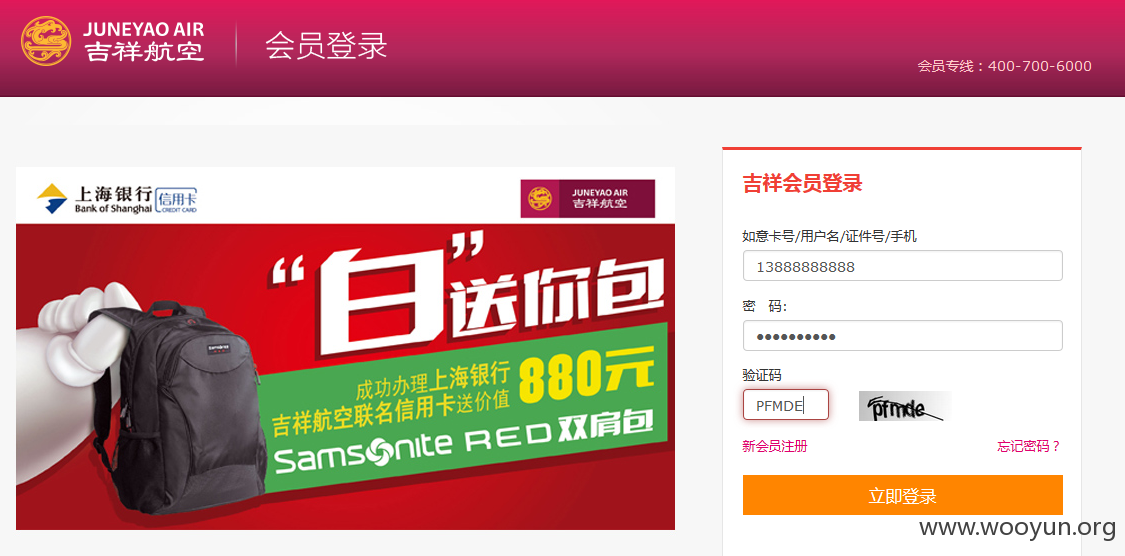 JUNEYAO AIR
吉祥航空
会员登录
会员专线：400-700-6000
上海银行
Bank of Shanghai
信用卡
CREDIT CARD
JUNEYAO AIR
吉祥航空
“白”送你包
成功办理上海银行
吉祥航空联名信用卡送价值
880元
Samsonite RED 双肩包
Samsonite
吉祥会员登录
如意卡号/用户名/证件号/手机
13888888888
密 码：
••••••••••
验证码
PFMDE
pfmde
新会员注册
忘记密码？
立即登录
www.wooyun.org